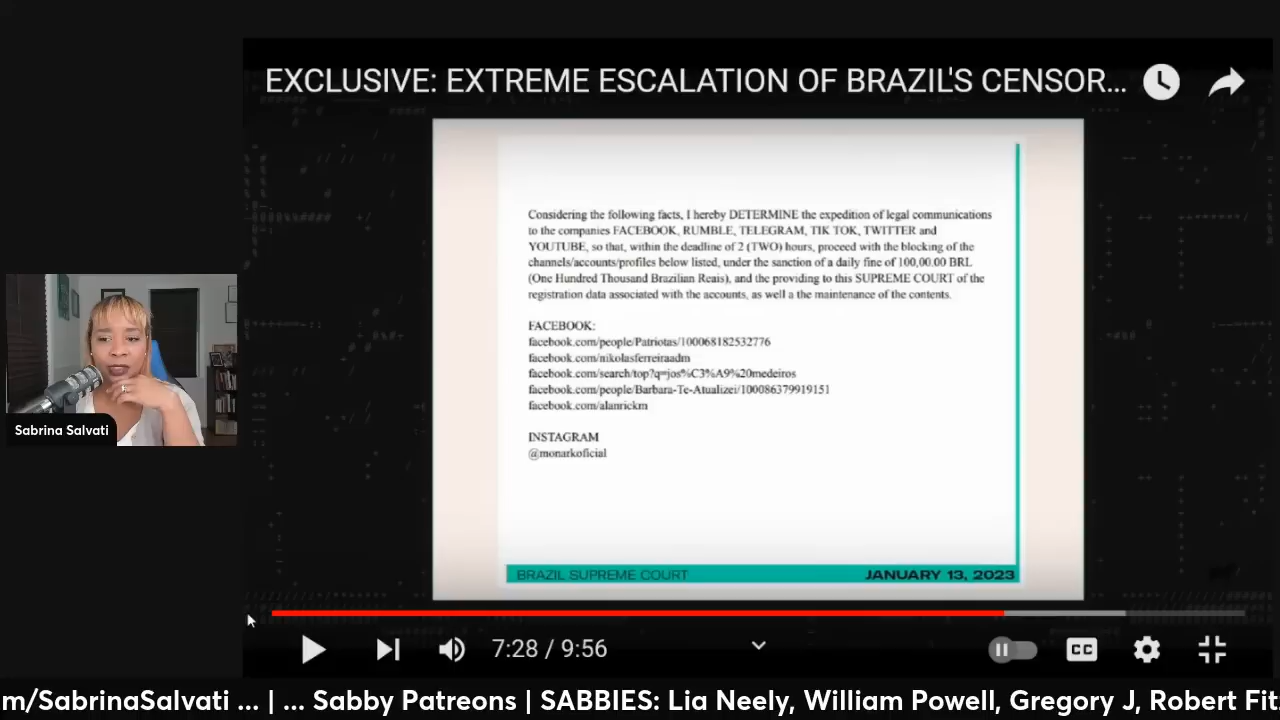 EXCLUSIVE: EXTREME ESCALATION OF BRAZIL'S CENSOR...
Considering the following facts, I hereby DETERMINE the expedition of legal communications
to the companies FACEBOOK, RUMBLE, TELEGRAM, TIK TOK, TWITTER and
YOUTUBE, so that, within the deadline of 2 (TWO) hours, proceed with the blocking of the
channels/accounts/profiles below listed, under the sanction of a daily fine of 100,00.00 BRL
(One Hundred Thousand Brazilian Reais), and the providing to this SUPREME COURT of the
registration data associated with the accounts, as well a the maintenance of the contents.
FACEBOOK:
facebook.com/people/Patriotas/100068182532776
facebook.com/nikolasferreiraadm
facebook.com/search/top?q=jos%C3%A9%20medeiros
facebook.com/people/Barbara-Te-Atualizei/100086379919151
facebook.com/alanrickm
INSTAGRAM
@monarkoficial
BRAZIL SUPREME COURT
JANUARY 13, 2023
Sabrina Salvati
7:28 / 9:56
CC
m/SabrinaSalvati ... | ... Sabby Patreons | SABBIES: Lia Neely, William Powell, Gregory J, Robert Fit